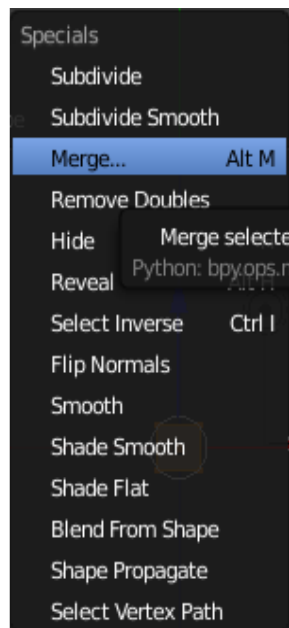 Specials
Subdivide
Subdivide Smooth
Merge... Alt M
Remove Doubles
Hide Merge selecte
Reveal Python: bpy.ops.r
Select Inverse Ctrl I
Flip Normals
Smooth
Shade Smooth
Shade Flat
Blend From Shape
Shape Propagate
Select Vertex Path